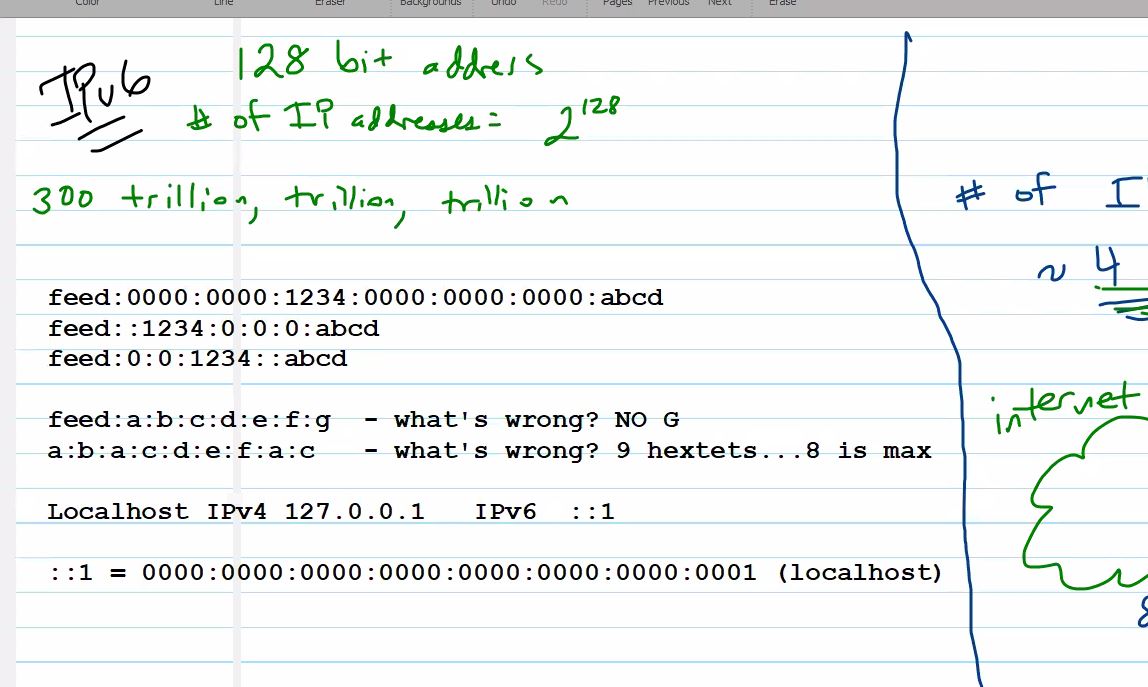 Color Line Eraser Backgrounds Undo Redo Pages Previous Next Erase
IPv6
128 bit address
# of IP addresses = 2^128
300 trillion, trillion, trillion
feed:0000:0000:1234:0000:0000:0000:abcd
feed::1234:0:0:0:abcd
feed:0:0:1234::abcd
feed:a:b:c:d:e:f:g - what's wrong? NO G
a:b:a:c:d:e:f:a:c - what's wrong? 9 hextets...8 is max
Localhost IPv4 127.0.0.1 IPv6 ::1
::1 = 0000:0000:0000:0000:0000:0000:0000:0001 (localhost)
# of I
~ 4
internet
8